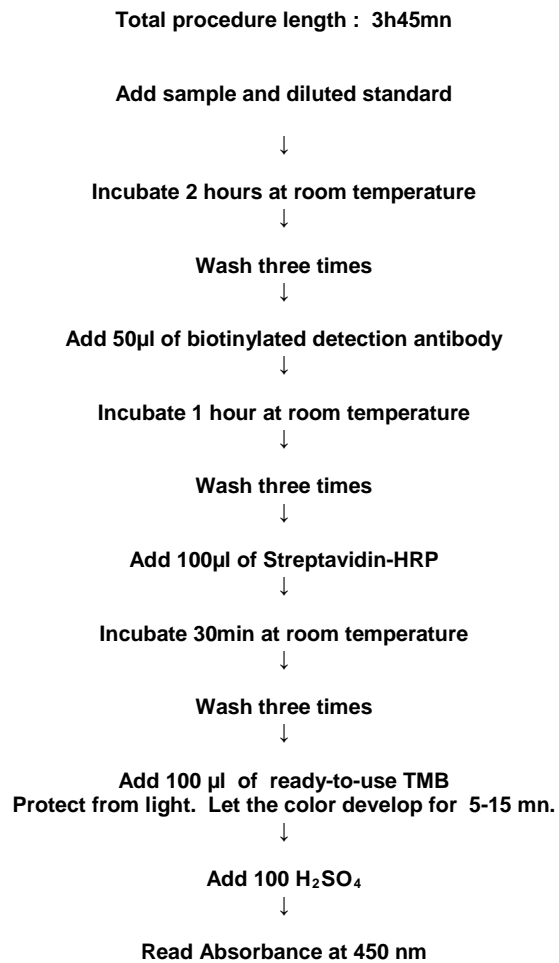 Total procedure length : 3h45mn
Add sample and diluted standard
↓
Incubate 2 hours at room temperature
↓
Wash three times
↓
Add 50µl of biotinylated detection antibody
↓
Incubate 1 hour at room temperature
↓
Wash three times
↓
Add 100µl of Streptavidin-HRP
↓
Incubate 30min at room temperature
↓
Wash three times
↓
Add 100 µl of ready-to-use TMB
Protect from light. Let the color develop for 5-15 mn.
↓
Add 100 H₂SO₄
↓
Read Absorbance at 450 nm